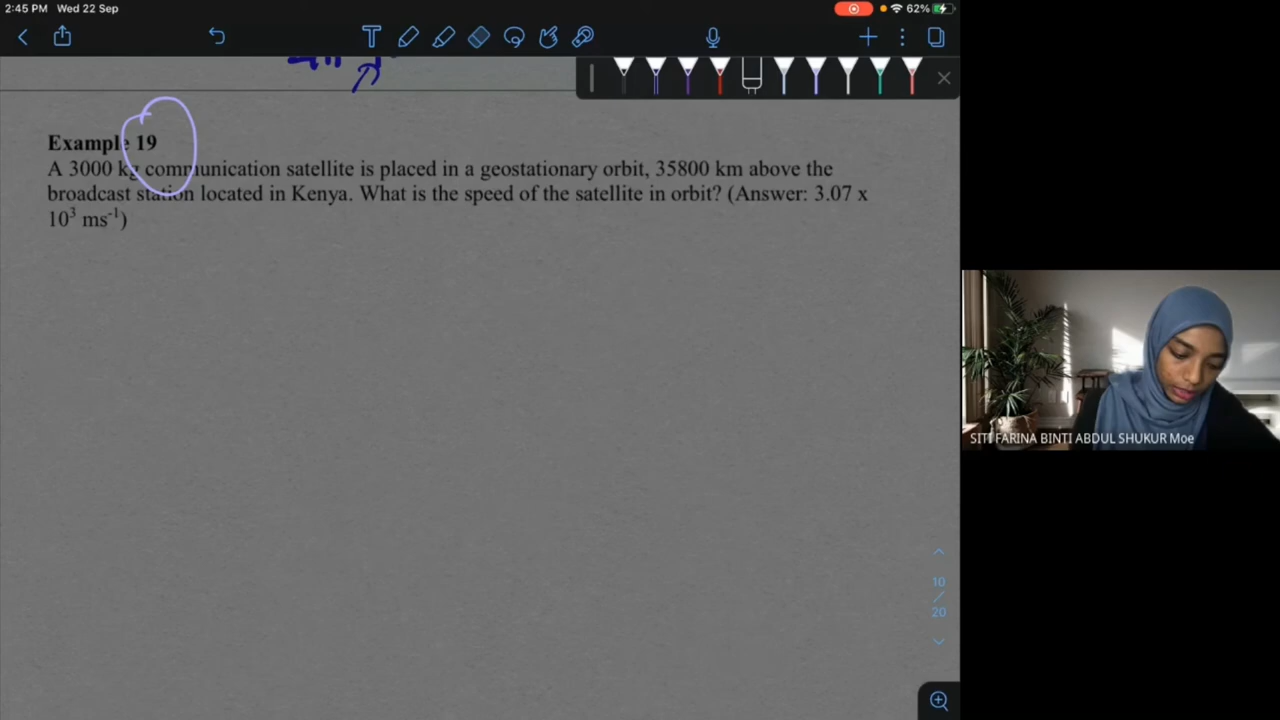 2:45 PM Wed 22 Sep
62%
Example 19
A 3000 kg communication satellite is placed in a geostationary orbit, 35800 km above the
broadcast station located in Kenya. What is the speed of the satellite in orbit? (Answer: 3.07 x
10³ ms⁻¹)
SITI FARINA BINTI ABDUL SHUKUR Moe
10
/
20